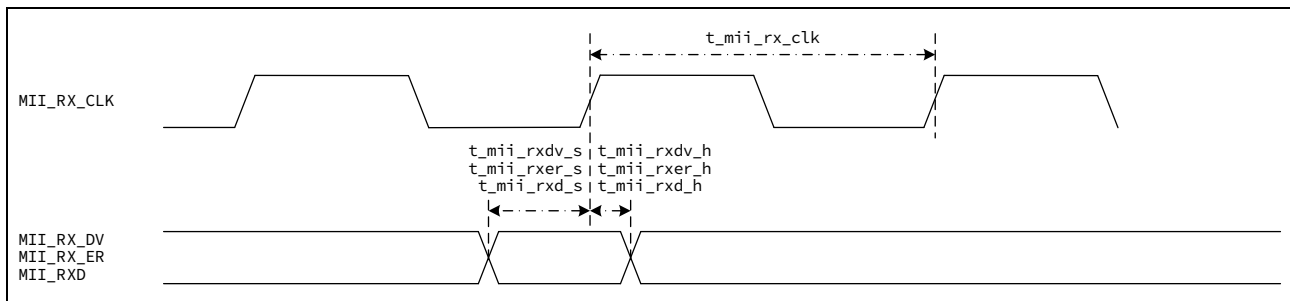 t_mii_rx_clk
MII_RX_CLK
t_mii_rxdv_s t_mii_rxdv_h
t_mii_rxer_s t_mii_rxer_h
t_mii_rxd_s t_mii_rxd_h
MII_RX_DV
MII_RX_ER
MII_RXD